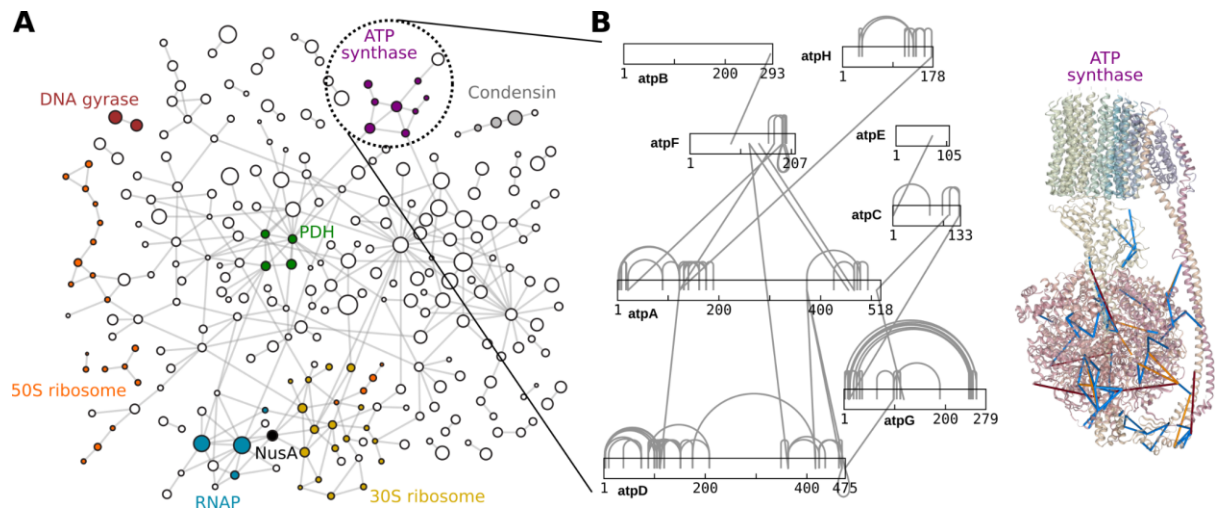 A
ATP
synthase
DNA gyrase
Condensin
PDH
50S ribosome
NusA
RNAP
30S ribosome
B
1 200 293
atpB
atpH
1 178
atpF
1 207
atpE
1 105
atpC
1 133
1 200 400 518
atpA
1 200 279
atpG
1 200 400 475
atpD
ATP
synthase